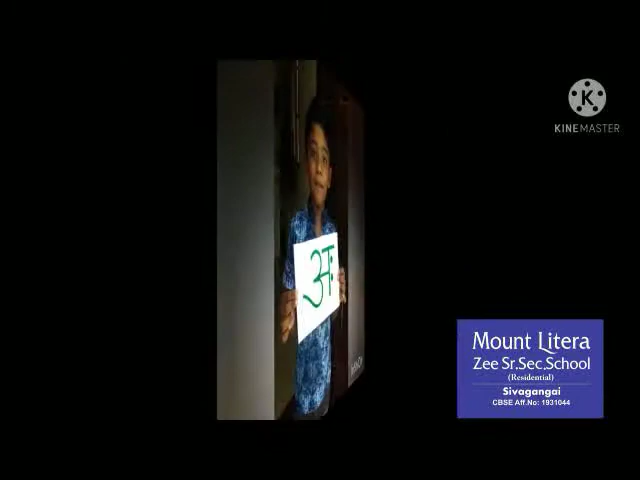 KINEMASTER
अः
Mount Litera
Zee Sr.Sec.School
(Residential)
Sivagangai
CBSE Aff.No: 1931044